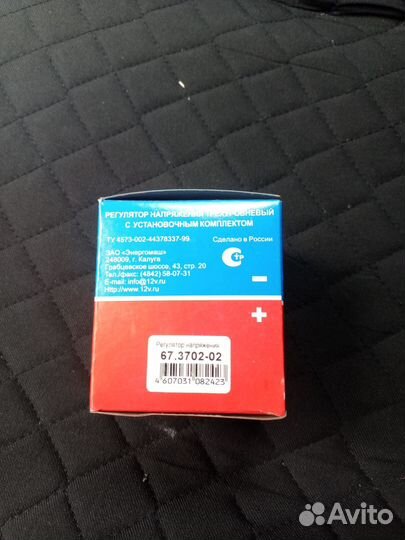 РЕГУЛЯТОР НАПРЯЖЕНИЯ ТРЕХУРОВНЕВЫЙ
С УСТАНОВОЧНЫМ КОМПЛЕКТОМ
ТУ 4573-002-44378337-99
Сделано в России
ЗАО «Энергомаш»
248009, г. Калуга
Грабцевское шоссе, 43, стр. 20
Тел./факс: (4842) 58-07-31
E-mail: info@12v.ru
Http://www.12v.ru
Регулятор напряжения
67.3702-02
4 607031 082423
Avito